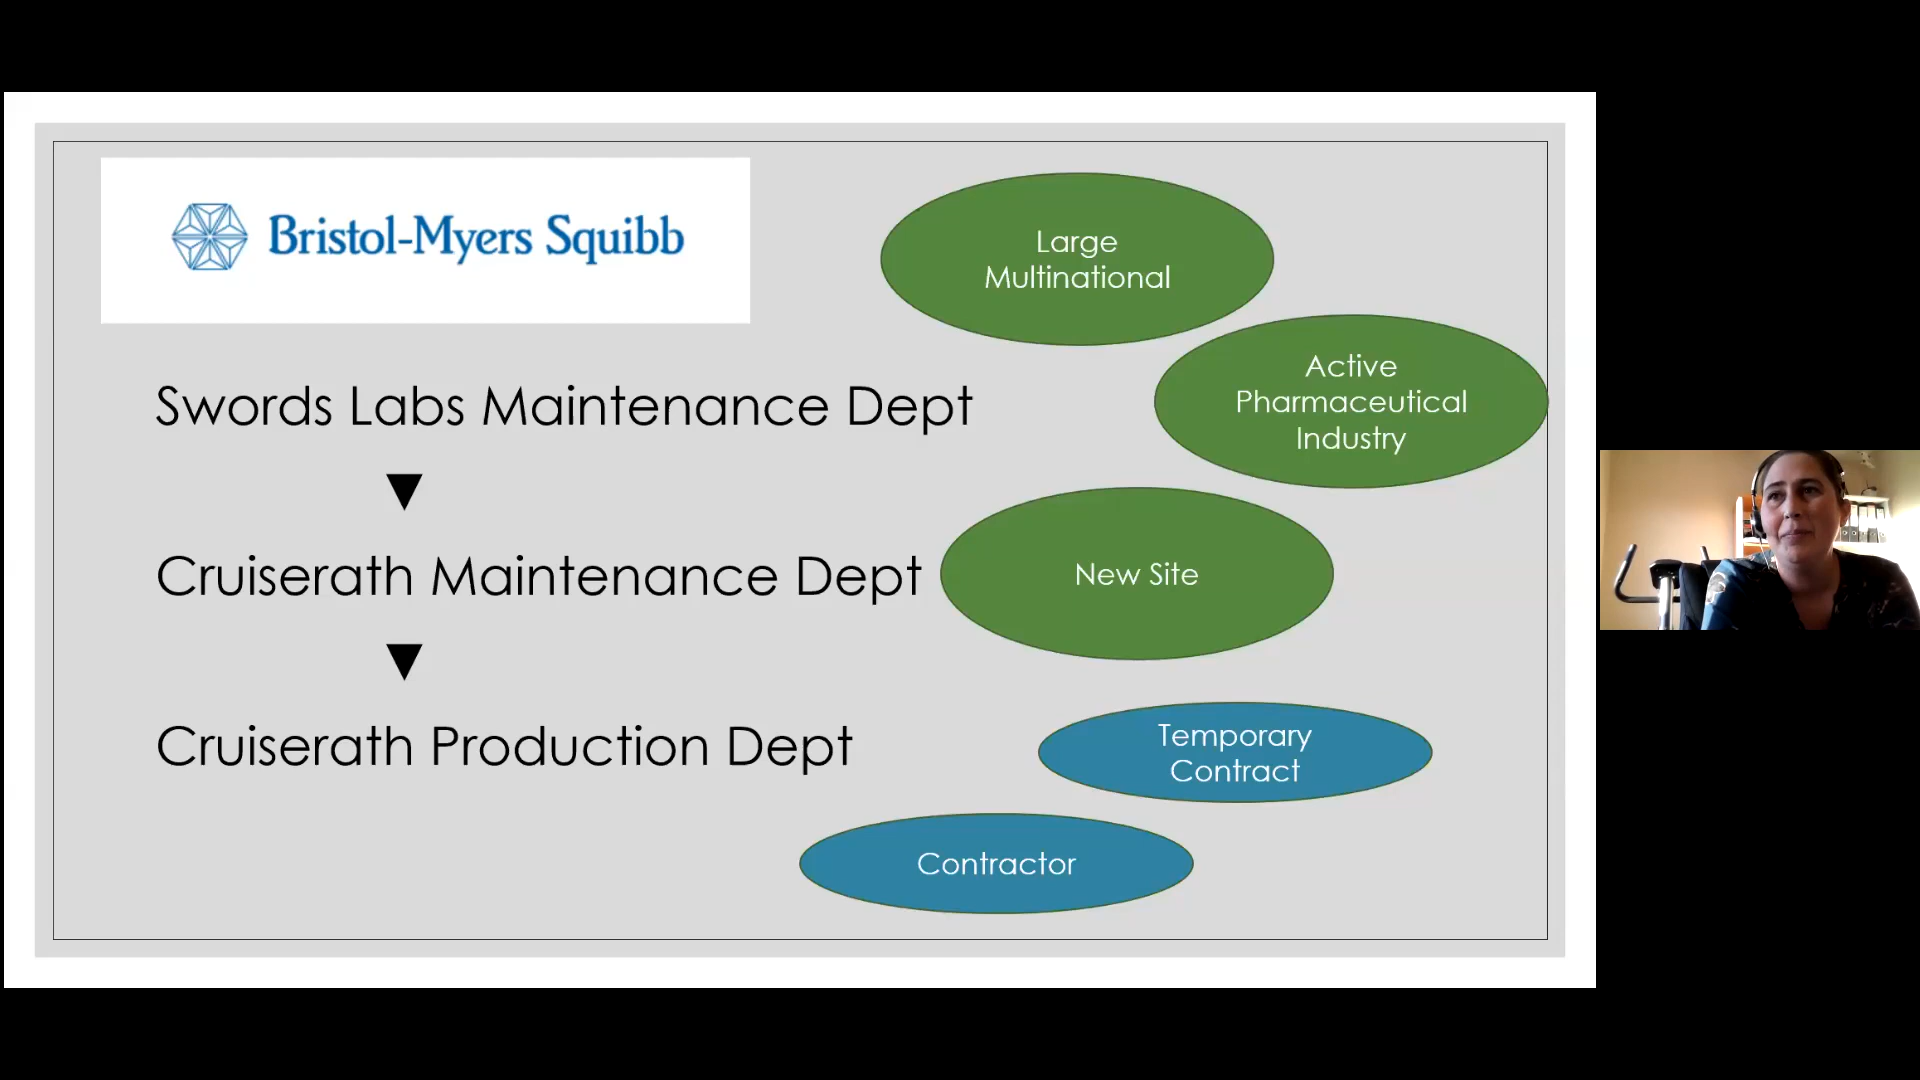 Bristol-Myers Squibb
Swords Labs Maintenance Dept
Cruiserath Maintenance Dept
Cruiserath Production Dept
Large
Multinational
Active
Pharmaceutical
Industry
New Site
Temporary
Contract
Contractor